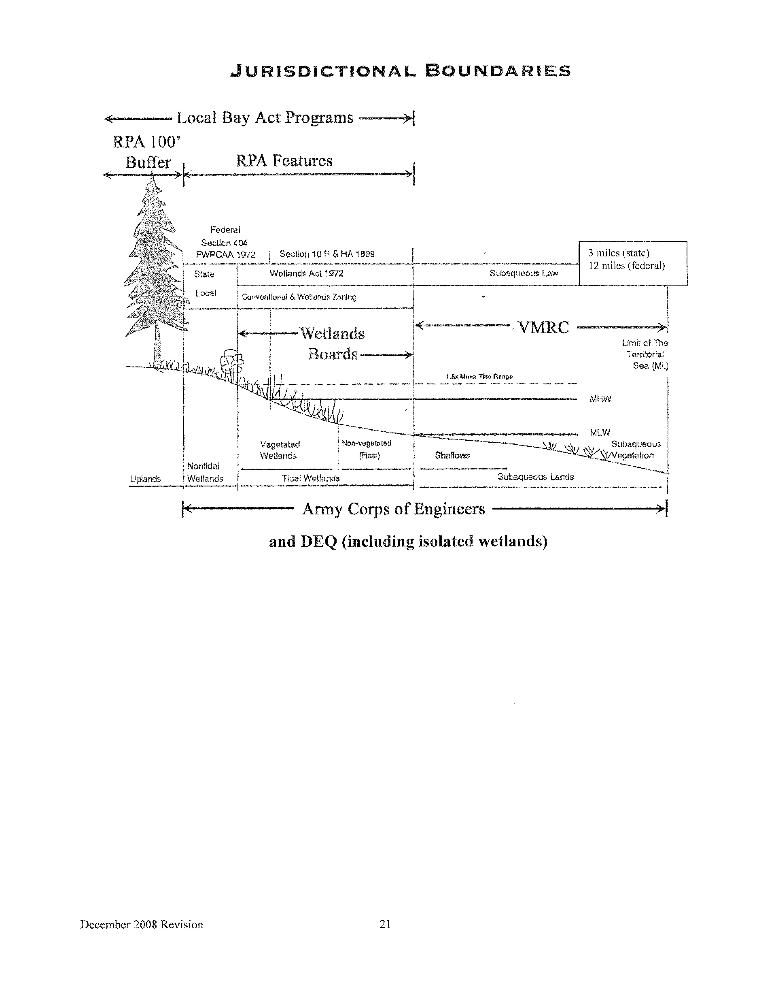 JURISDICTIONAL BOUNDARIES
Local Bay Act Programs
RPA 100'
Buffer
RPA Features
Federal
Section 404
FWPCAA 1972
Section 10 R & HA 1899
3 miles (state)
12 miles (federal)
State
Wetlands Act 1972
Subaqueous Law
Local
Conventional & Wetlands Zoning
Wetlands
Boards
VMRC
Limit of The
Territorial
Sea (Mi.)
1.5x Mean Tide Range
MHW
MLW
Vegetated
Wetlands
Non-vegetated
(Flats)
Shallows
Subaqueous
Vegetation
Uplands
Nontidal
Wetlands
Tidal Wetlands
Subaqueous Lands
Army Corps of Engineers
and DEQ (including isolated wetlands)
December 2008 Revision
21